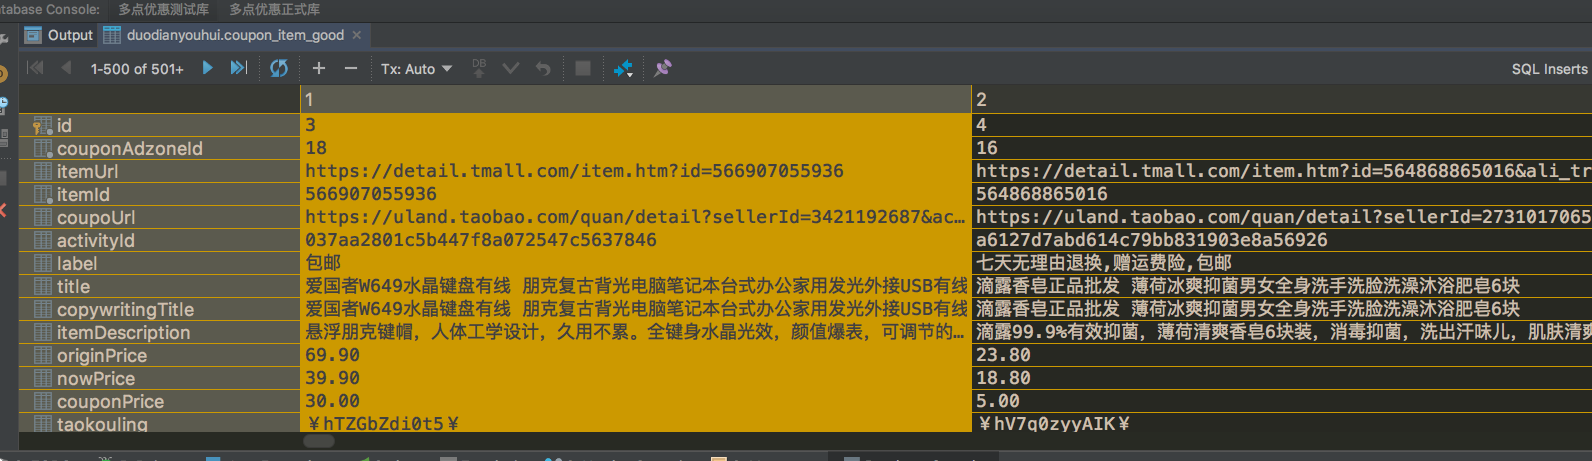 atabase Console: 多点优惠测试库 多点优惠正式库
Output duodianyouhui.coupon_item_good
1-500 of 501+ Tx: Auto DB SQL Inserts
1 2
id 3 4
couponAdzoneId 18 16
itemUrl https://detail.tmall.com/item.htm?id=566907055936 https://detail.tmall.com/item.htm?id=564868865016&ali_tr
itemId 566907055936 564868865016
coupoUrl https://uland.taobao.com/quan/detail?sellerId=3421192687&ac… https://uland.taobao.com/quan/detail?sellerId=2731017065
activityId 037aa2801c5b447f8a072547c5637846 a6127d7abd614c79bb831903e8a56926
label 包邮 七天无理由退换,赠运费险,包邮
title 爱国者W649水晶键盘有线 朋克复古背光电脑笔记本台式办公家用发光外接USB有线 滴露香皂正品批发 薄荷冰爽抑菌男女全身洗手洗脸洗澡沐浴肥皂6块
copywritingTitle 爱国者W649水晶键盘有线 朋克复古背光电脑笔记本台式办公家用发光外接USB有线 滴露香皂正品批发 薄荷冰爽抑菌男女全身洗手洗脸洗澡沐浴肥皂6块
itemDescription 悬浮朋克键帽，人体工学设计，久用不累。全键身水晶光效，颜值爆表，可调节的… 滴露99.9%有效抑菌，薄荷清爽香皂6块装，消毒抑菌，洗出汗味儿，肌肤清爽
originPrice 69.90 23.80
nowPrice 39.90 18.80
couponPrice 30.00 5.00
taokouling ￥hTZGbZdi0t5￥ ￥hV7q0zyyAIK￥